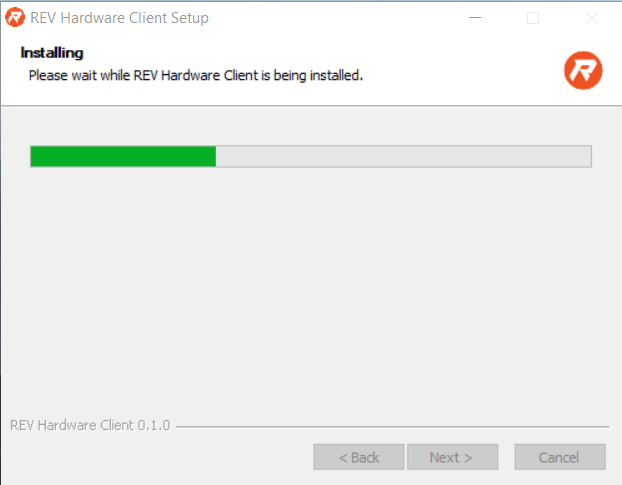 REV Hardware Client Setup
Installing
Please wait while REV Hardware Client is being installed.
REV Hardware Client 0.1.0
< Back
Next >
Cancel